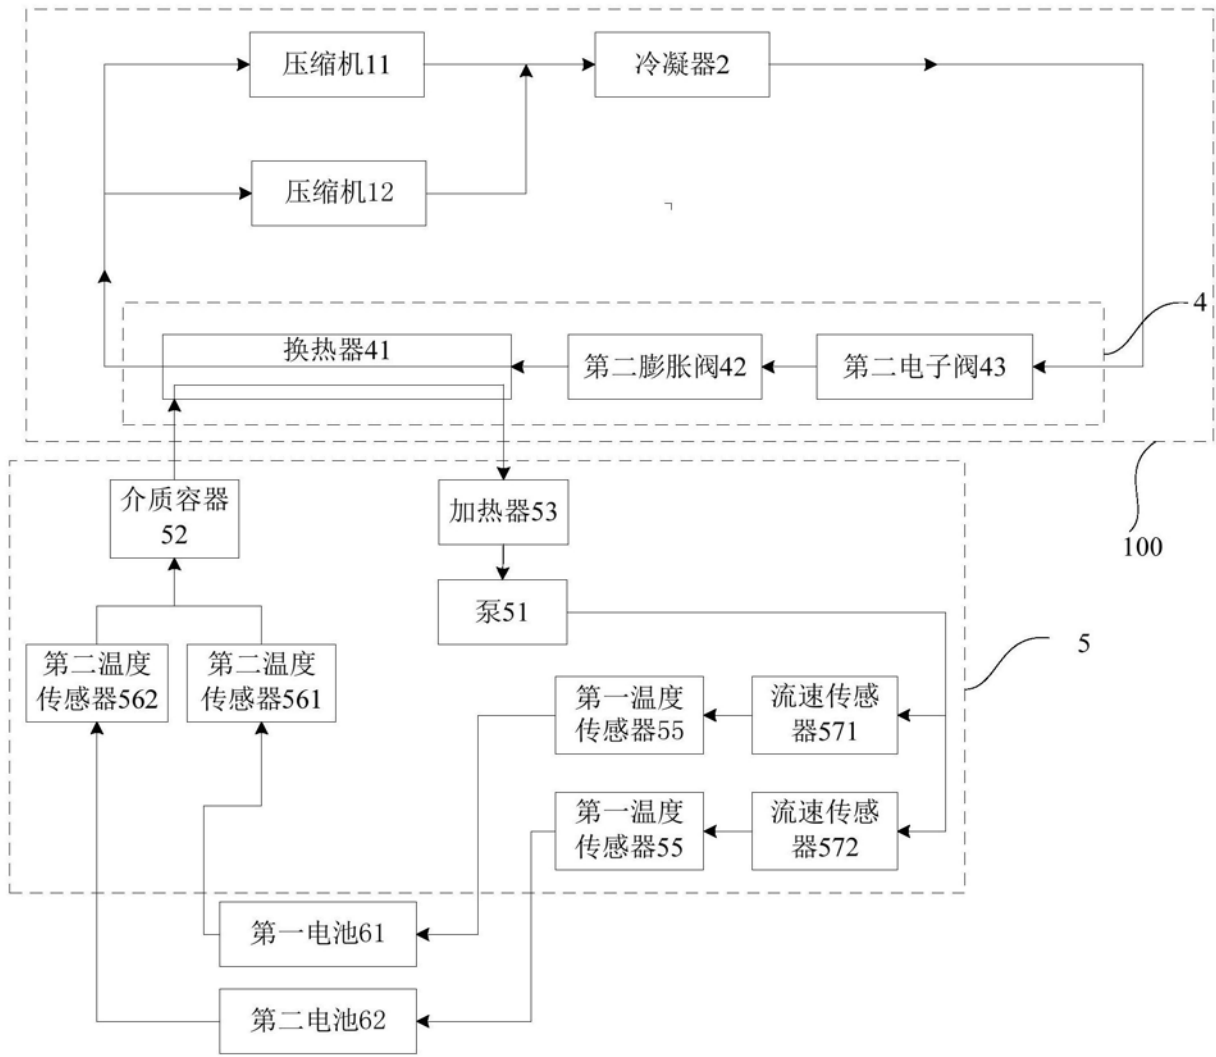 压缩机11
冷凝器2
压缩机12
4
换热器41
第二膨胀阀42
第二电子阀43
100
介质容器
52
加热器53
泵51
5
第二温度
传感器562
第二温度
传感器561
第一温度
传感器55
流速传感
器571
第一温度
传感器55
流速传感
器572
第一电池61
第二电池62